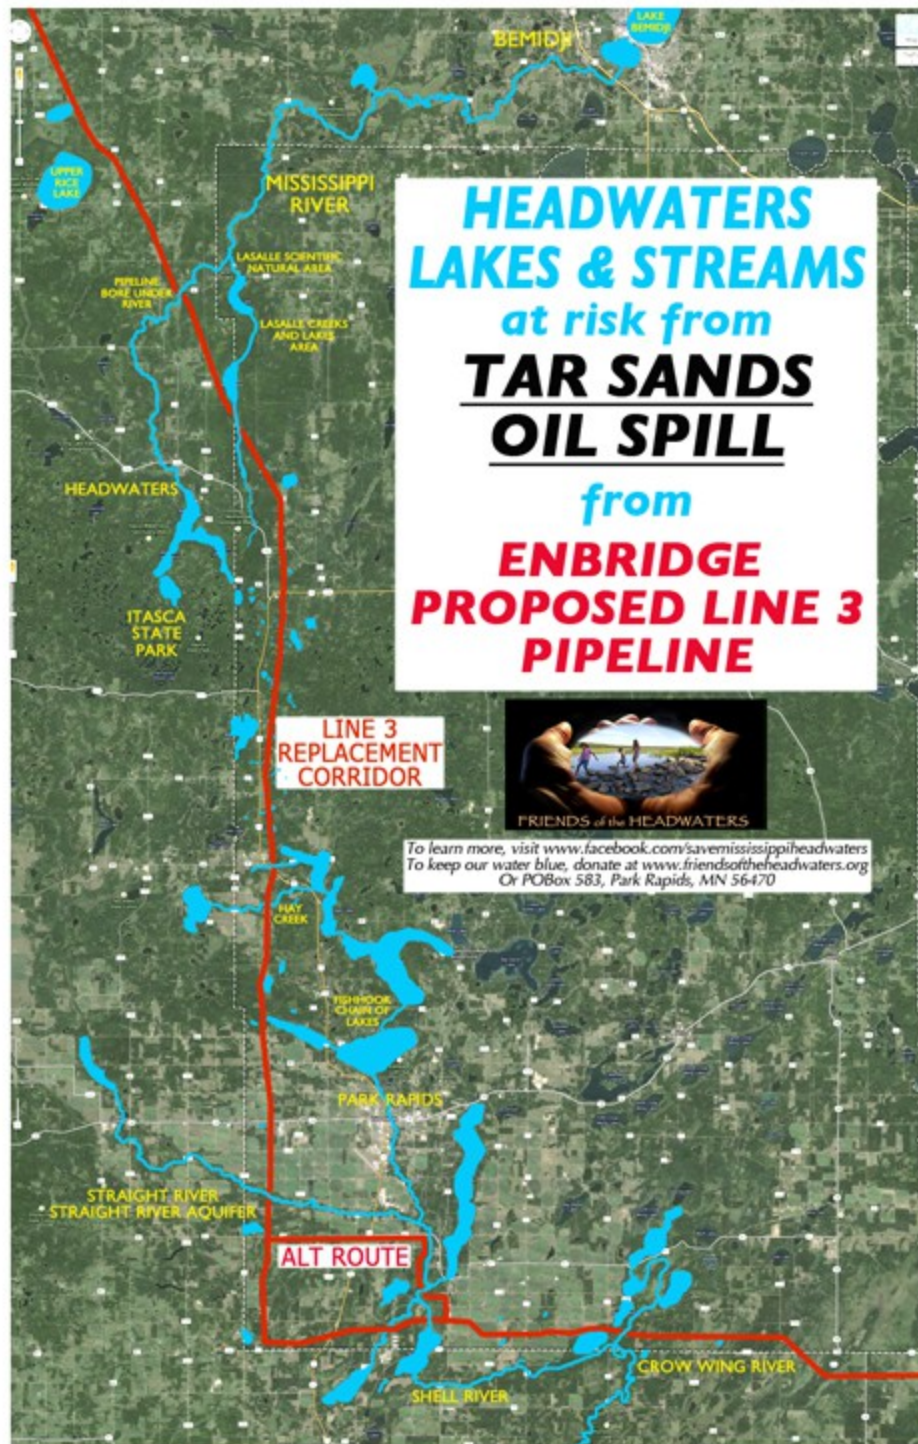 LAKE
BEMIDJI
BEMIDJI
UPPER
RICE
LAKE
MISSISSIPPI
RIVER
LASALLE SCIENTIFIC
NATURAL AREA
PIPELINE
BORE UNDER
RIVER
LASALLE CREEKS
AND LAKES
AREA
HEADWATERS
LAKES & STREAMS
at risk from
TAR SANDS
OIL SPILL
from
ENBRIDGE
PROPOSED LINE 3
PIPELINE
HEADWATERS
ITASCA
STATE
PARK
LINE 3
REPLACEMENT
CORRIDOR
FRIENDS of the HEADWATERS
To learn more, visit www.facebook.com/savemississippiheadwaters
To keep our water blue, donate at www.friendsoftheheadwaters.org
Or POBox 583, Park Rapids, MN 56470
HAY
CREEK
FISHHOOK
CHAIN OF
LAKES
PARK RAPIDS
STRAIGHT RIVER
STRAIGHT RIVER AQUIFER
ALT ROUTE
CROW WING RIVER
SHELL RIVER